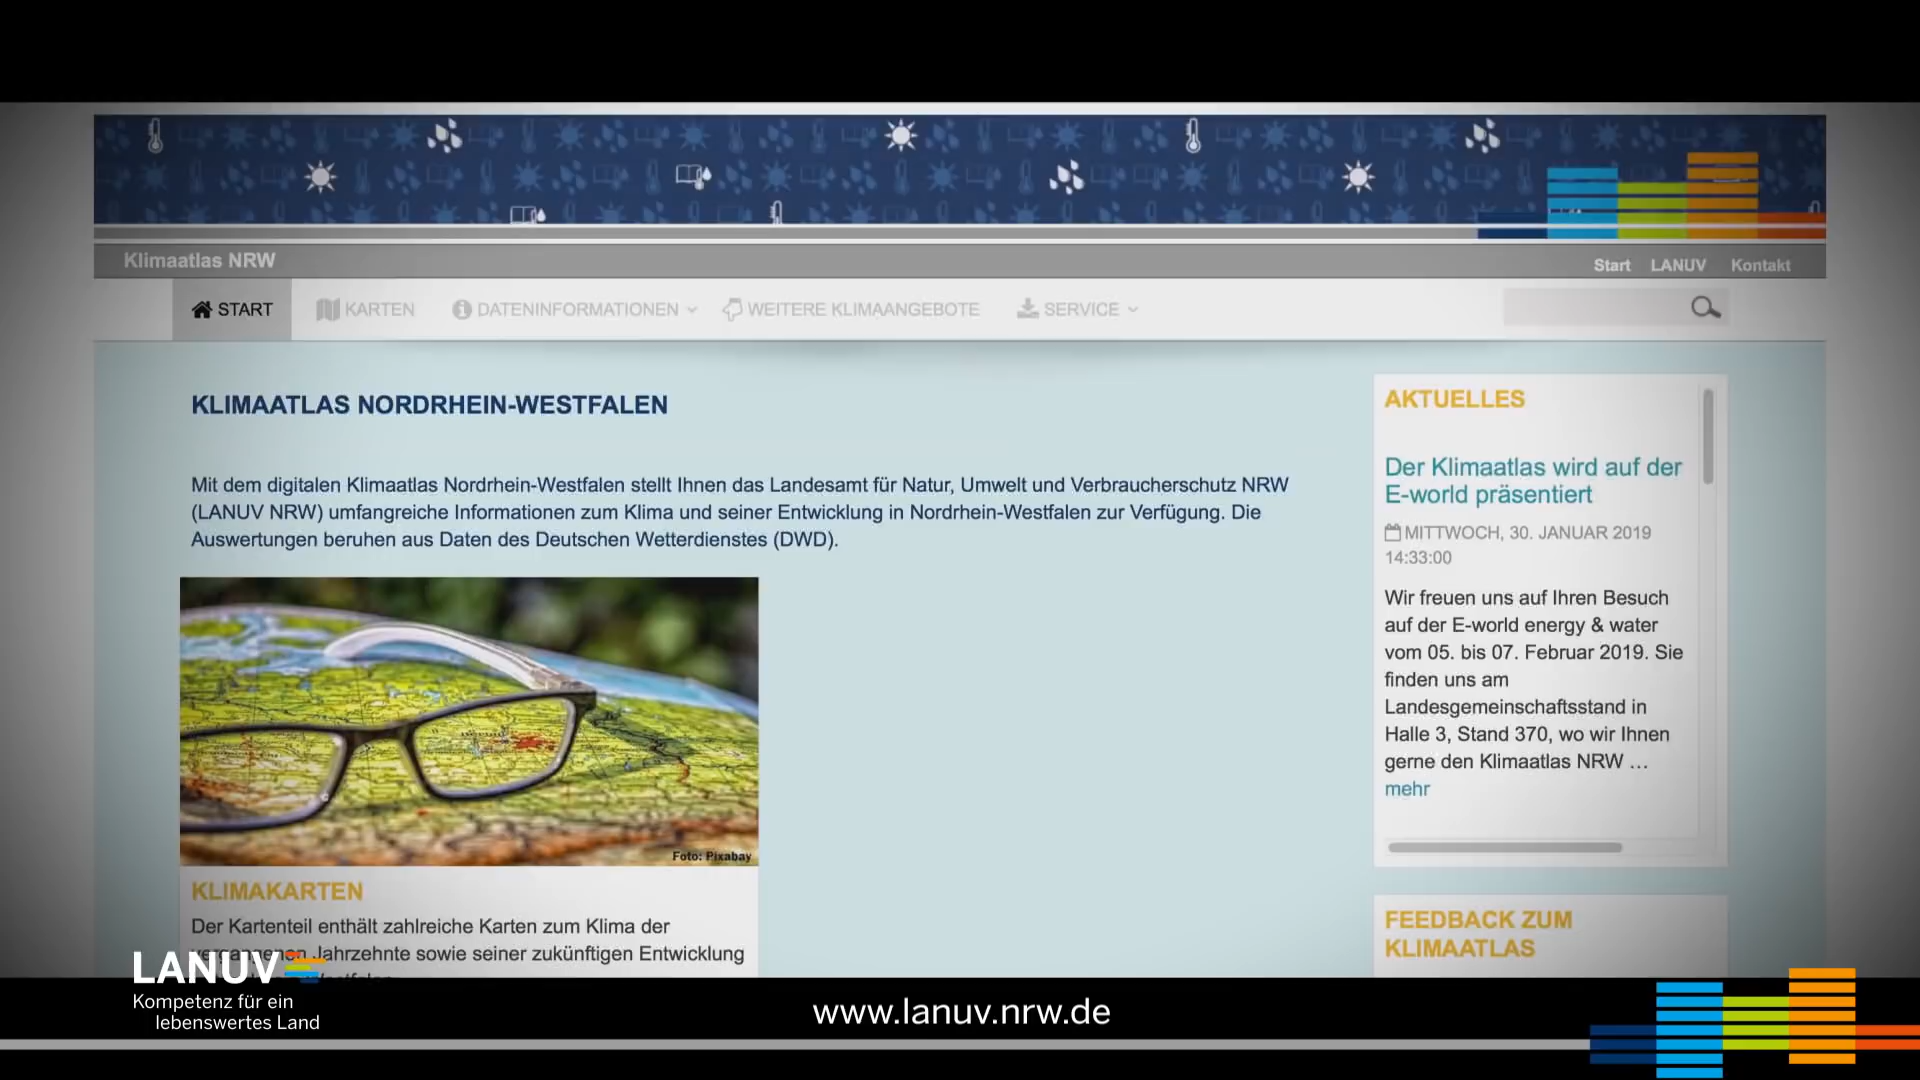 Klimaatlas NRW
Start LANUV Kontakt
START KARTEN DATENINFORMATIONEN WEITERE KLIMAANGEBOTE SERVICE
KLIMAATLAS NORDRHEIN-WESTFALEN
Mit dem digitalen Klimaatlas Nordrhein-Westfalen stellt Ihnen das Landesamt für Natur, Umwelt und Verbraucherschutz NRW
(LANUV NRW) umfangreiche Informationen zum Klima und seiner Entwicklung in Nordrhein-Westfalen zur Verfügung. Die
Auswertungen beruhen aus Daten des Deutschen Wetterdienstes (DWD).
Foto: Pixabay
KLIMAKARTEN
Der Kartenteil enthält zahlreiche Karten zum Klima der
vergangenen Jahrzehnte sowie seiner zukünftigen Entwicklung
AKTUELLES
Der Klimaatlas wird auf der
E-world präsentiert
MITTWOCH, 30. JANUAR 2019
14:33:00
Wir freuen uns auf Ihren Besuch
auf der E-world energy & water
vom 05. bis 07. Februar 2019. Sie
finden uns am
Landesgemeinschaftsstand in
Halle 3, Stand 370, wo wir Ihnen
gerne den Klimaatlas NRW …
mehr
FEEDBACK ZUM
KLIMAATLAS
LANUV
Kompetenz für ein
lebenswertes Land
www.lanuv.nrw.de